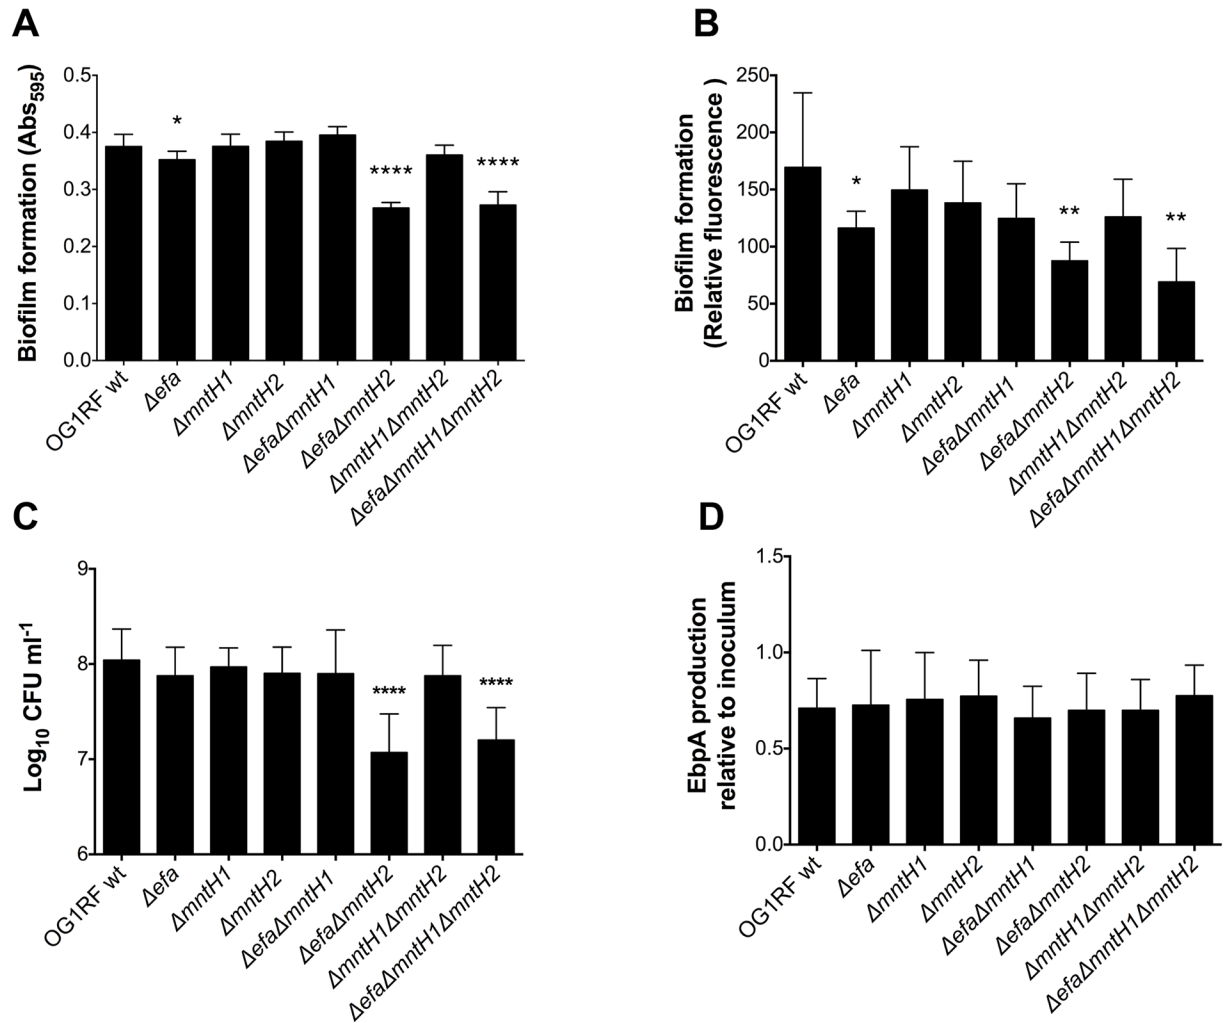 A
Biofilm formation (Abs595)
0.5
0.4
0.3
0.2
0.1
0.0
*
****
****
OG1RF wt
Δefa
ΔmntH1
ΔmntH2
ΔefaΔmntH1
ΔefaΔmntH2
ΔmntH1ΔmntH2
ΔefaΔmntH1ΔmntH2
B
Biofilm formation
(Relative fluorescence )
250
200
150
100
50
0
*
**
**
OG1RF wt
Δefa
ΔmntH1
ΔmntH2
ΔefaΔmntH1
ΔefaΔmntH2
ΔmntH1ΔmntH2
ΔefaΔmntH1ΔmntH2
C
Log10 CFU ml-1
9
8
7
6
****
****
OG1RF wt
Δefa
ΔmntH1
ΔmntH2
ΔefaΔmntH1
ΔefaΔmntH2
ΔmntH1ΔmntH2
ΔefaΔmntH1ΔmntH2
D
EbpA production
relative to inoculum
1.5
1.0
0.5
0.0
OG1RF wt
Δefa
ΔmntH1
ΔmntH2
ΔefaΔmntH1
ΔefaΔmntH2
ΔmntH1ΔmntH2
ΔefaΔmntH1ΔmntH2